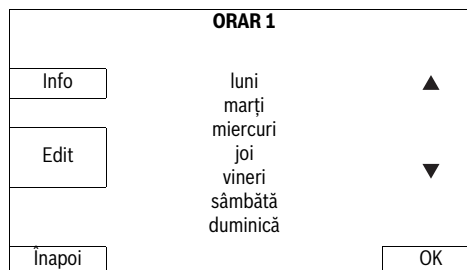 ORAR 1
Info
luni
▲
marți
miercuri
Edit
joi
vineri
▼
sâmbătă
duminică
Înapoi
OK